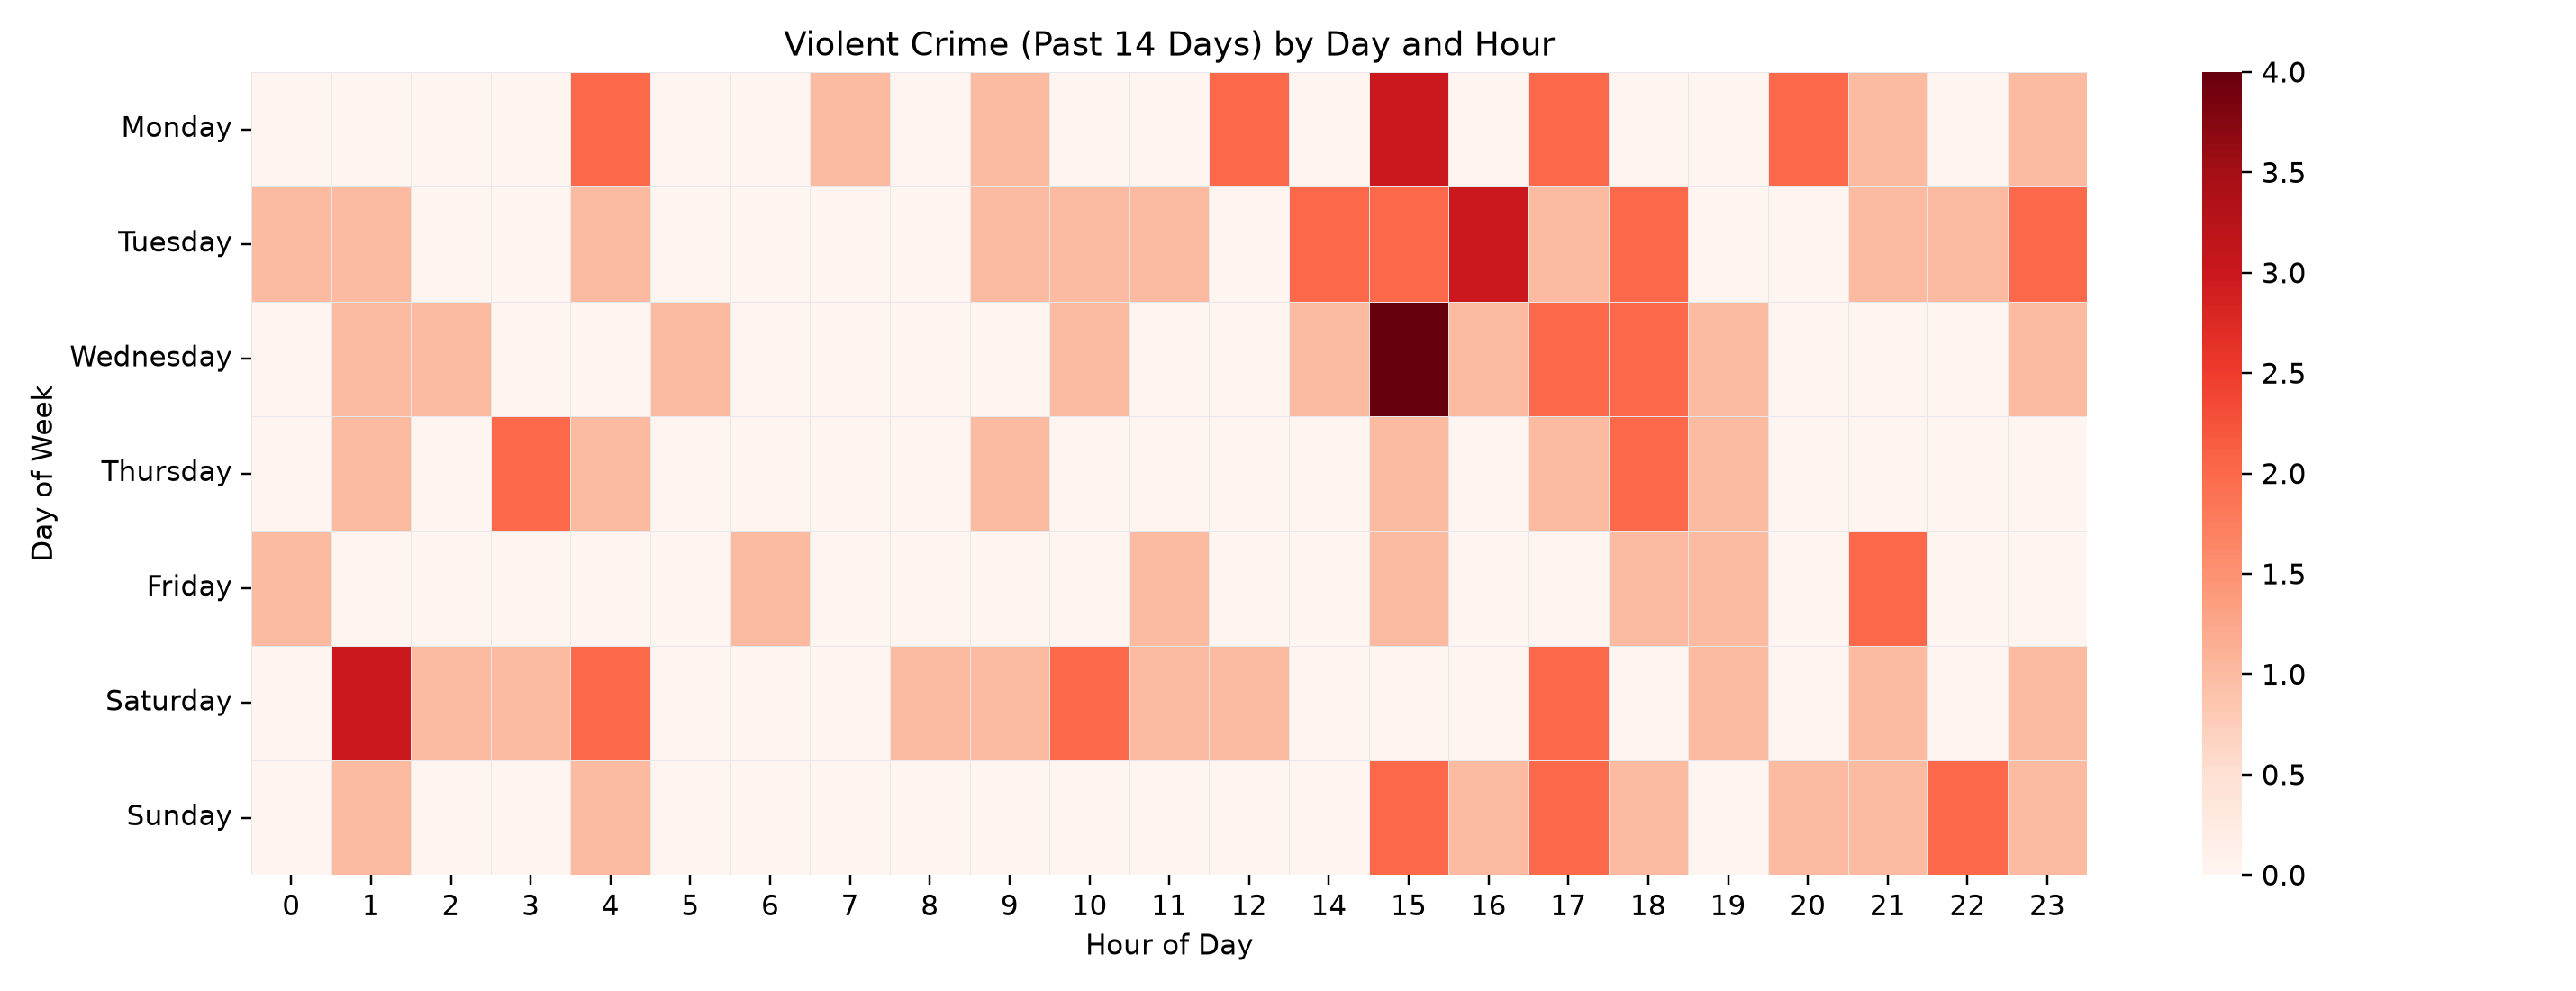 Violent Crime (Past 14 Days) by Day and Hour
Day of Week
Monday
Tuesday
Wednesday
Thursday
Friday
Saturday
Sunday
0 1 2 3 4 5 6 7 8 9 10 11 12 14 15 16 17 18 19 20 21 22 23
Hour of Day
4.0
3.5
3.0
2.5
2.0
1.5
1.0
0.5
0.0